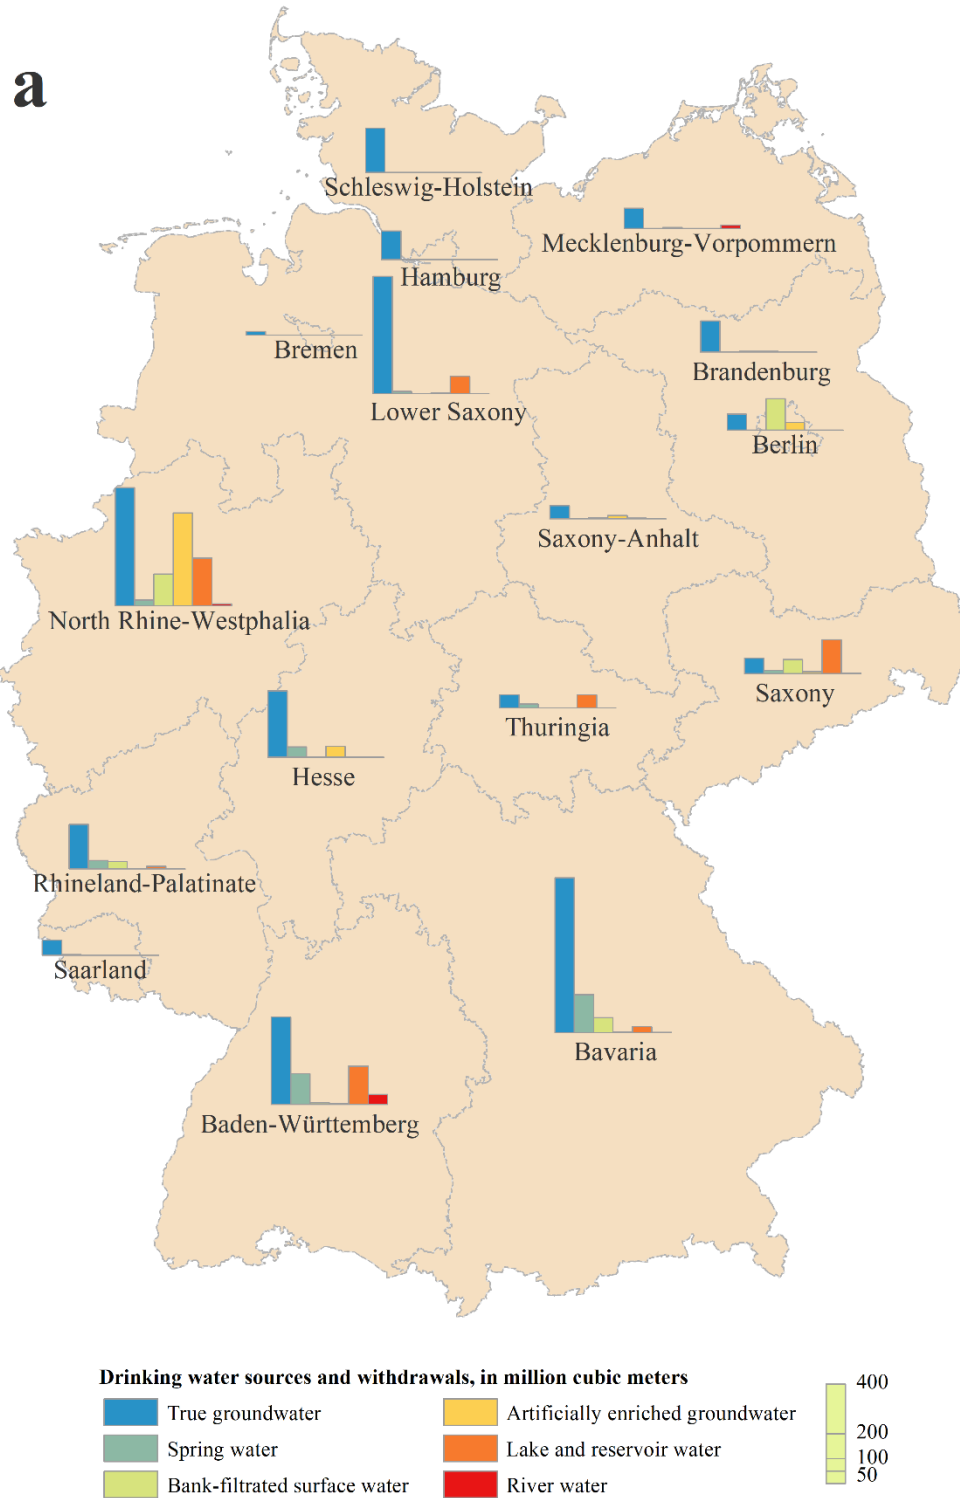 a
Schleswig-Holstein
Mecklenburg-Vorpommern
Hamburg
Bremen
Brandenburg
Lower Saxony
Berlin
Saxony-Anhalt
North Rhine-Westphalia
Saxony
Thuringia
Hesse
Rhineland-Palatinate
Saarland
Bavaria
Baden-Württemberg
Drinking water sources and withdrawals, in million cubic meters
True groundwater
Spring water
Bank-filtrated surface water
Artificially enriched groundwater
Lake and reservoir water
River water
400
200
100
50